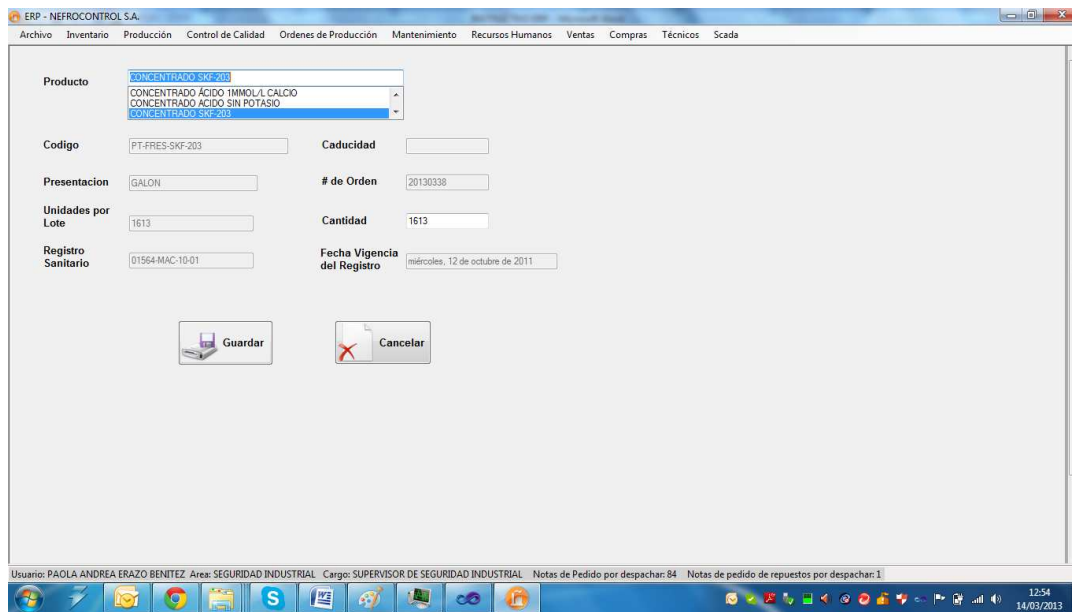 ERP - NEFROCONTROL S.A.
Archivo Inventario Producción Control de Calidad Ordenes de Producción Mantenimiento Recursos Humanos Ventas Compras Técnicos Scada
Producto CONCENTRADO SKF-203
CONCENTRADO ÁCIDO 1MMOL/L CALCIO
CONCENTRADO ACIDO SIN POTASIO
CONCENTRADO SKF-203
Codigo PT-FRES-SKF-203 Caducidad
Presentacion GALON # de Orden 20130338
Unidades por
Lote 1613 Cantidad 1613
Registro
Sanitario 01564-MAC-10-01 Fecha Vigencia
del Registro miércoles, 12 de octubre de 2011
Guardar Cancelar
Usuario: PAOLA ANDREA ERAZO BENITEZ Area: SEGURIDAD INDUSTRIAL Cargo: SUPERVISOR DE SEGURIDAD INDUSTRIAL Notas de Pedido por despachar: 84 Notas de pedido de repuestos por despachar: 1
12:54
14/03/2013